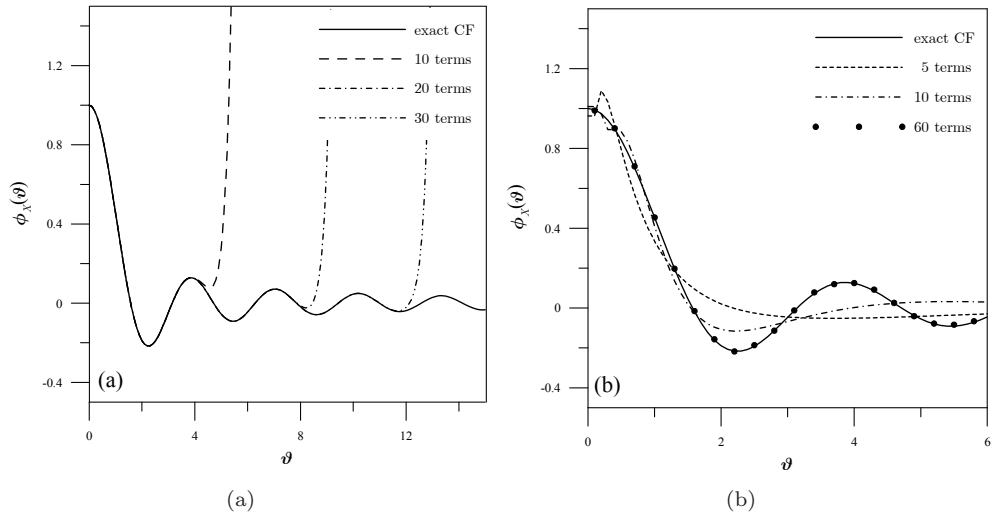 exact CF
10 terms
20 terms
30 terms
1.2
0.8
0.4
0
-0.4
ϕX(ϑ)
(a)
0 4 8 12
ϑ
(a)
exact CF
5 terms
10 terms
60 terms
1.2
0.8
0.4
0
-0.4
ϕX(ϑ)
(b)
0 2 4 6
ϑ
(b)